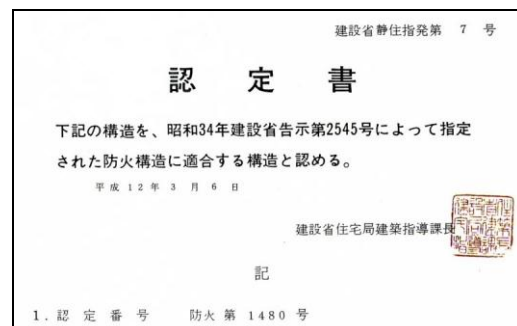 建設省静住指発第 7 号
認 定 書
下記の構造を、昭和34年建設省告示第2545号によって指定
された防火構造に適合する構造と認める。
平成12年3月6日
建設省住宅局建築指導課長
記
1. 認 定 番 号 防火 第 1480 号